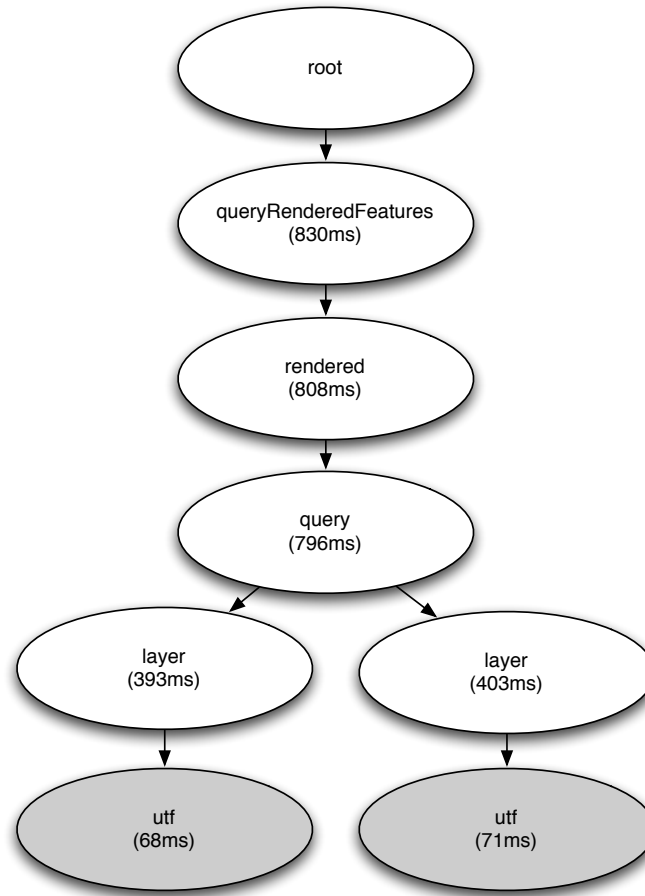 root
queryRenderedFeatures
(830ms)
rendered
(808ms)
query
(796ms)
layer
(393ms)
layer
(403ms)
utf
(68ms)
utf
(71ms)